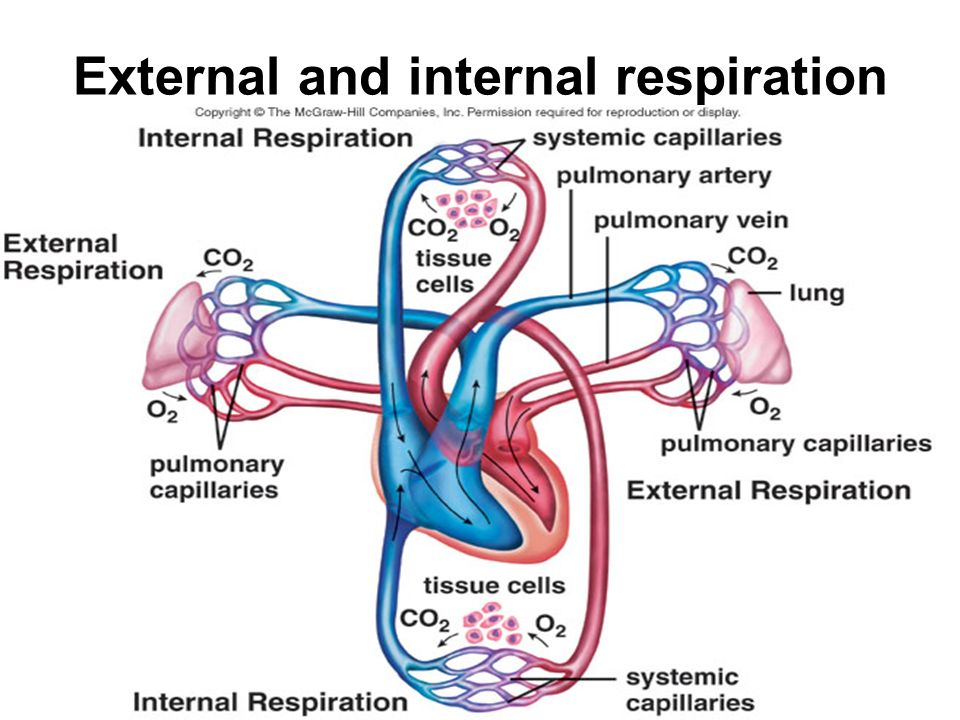 External and internal respiration
Copyright © The McGraw-Hill Companies, Inc. Permission required for reproduction or display.
Internal Respiration
systemic capillaries
pulmonary artery
pulmonary vein
CO2
O2
tissue
cells
External
Respiration
CO2
CO2
lung
O2
O2
pulmonary
capillaries
pulmonary capillaries
External Respiration
tissue cells
CO2
O2
systemic
capillaries
Internal Respiration